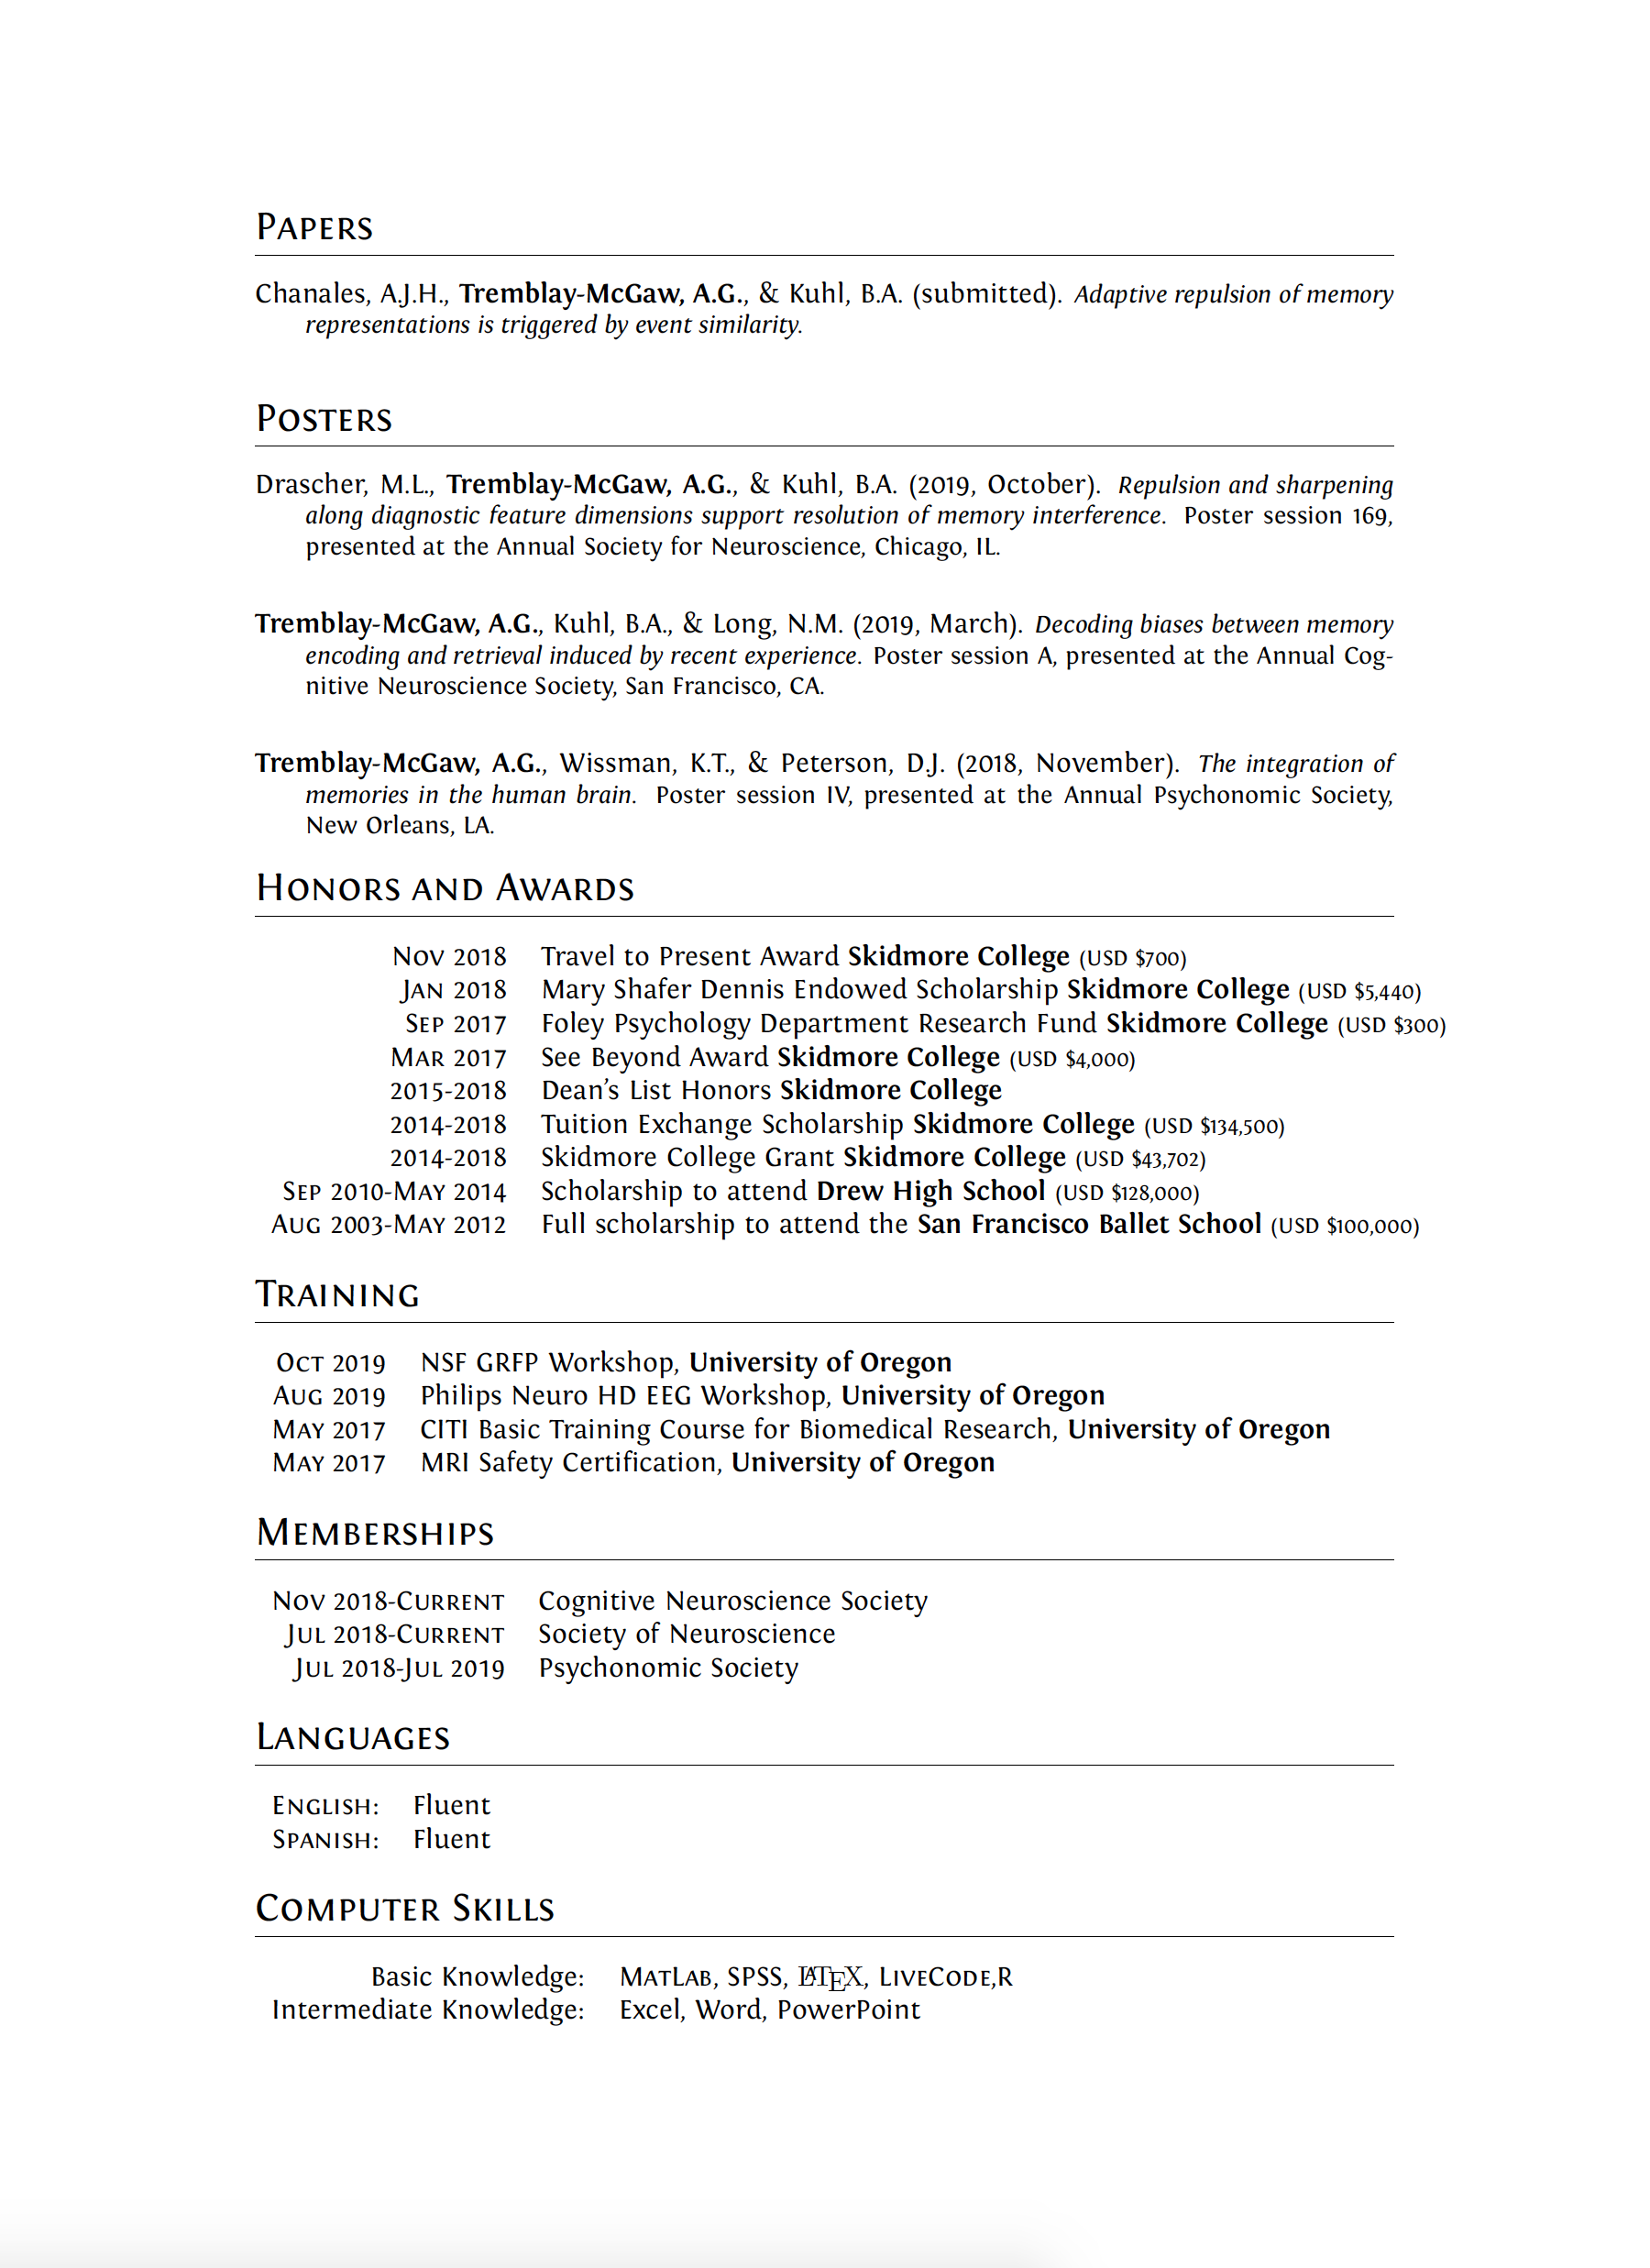 Papers
Chanales, A.J.H., Tremblay-McGaw, A.G., & Kuhl, B.A. (submitted). Adaptive repulsion of memory
representations is triggered by event similarity.
Posters
Drascher, M.L., Tremblay-McGaw, A.G., & Kuhl, B.A. (2019, October). Repulsion and sharpening
along diagnostic feature dimensions support resolution of memory interference. Poster session 169,
presented at the Annual Society for Neuroscience, Chicago, IL.
Tremblay-McGaw, A.G., Kuhl, B.A., & Long, N.M. (2019, March). Decoding biases between memory
encoding and retrieval induced by recent experience. Poster session A, presented at the Annual Cog-
nitive Neuroscience Society, San Francisco, CA.
Tremblay-McGaw, A.G., Wissman, K.T., & Peterson, D.J. (2018, November). The integration of
memories in the human brain. Poster session IV, presented at the Annual Psychonomic Society,
New Orleans, LA.
Honors and Awards
Nov 2018 Travel to Present Award Skidmore College (USD $700)
Jan 2018 Mary Shafer Dennis Endowed Scholarship Skidmore College (USD $5,440)
Sep 2017 Foley Psychology Department Research Fund Skidmore College (USD $300)
Mar 2017 See Beyond Award Skidmore College (USD $4,000)
2015-2018 Dean's List Honors Skidmore College
2014-2018 Tuition Exchange Scholarship Skidmore College (USD $134,500)
2014-2018 Skidmore College Grant Skidmore College (USD $43,702)
Sep 2010-May 2014 Scholarship to attend Drew High School (USD $128,000)
Aug 2003-May 2012 Full scholarship to attend the San Francisco Ballet School (USD $100,000)
Training
Oct 2019 NSF GRFP Workshop, University of Oregon
Aug 2019 Philips Neuro HD EEG Workshop, University of Oregon
May 2017 CITI Basic Training Course for Biomedical Research, University of Oregon
May 2017 MRI Safety Certification, University of Oregon
Memberships
Nov 2018-Current Cognitive Neuroscience Society
Jul 2018-Current Society of Neuroscience
Jul 2018-Jul 2019 Psychonomic Society
Languages
English: Fluent
Spanish: Fluent
Computer Skills
Basic Knowledge: MatLab, SPSS, LATEX, LiveCode,R
Intermediate Knowledge: Excel, Word, PowerPoint